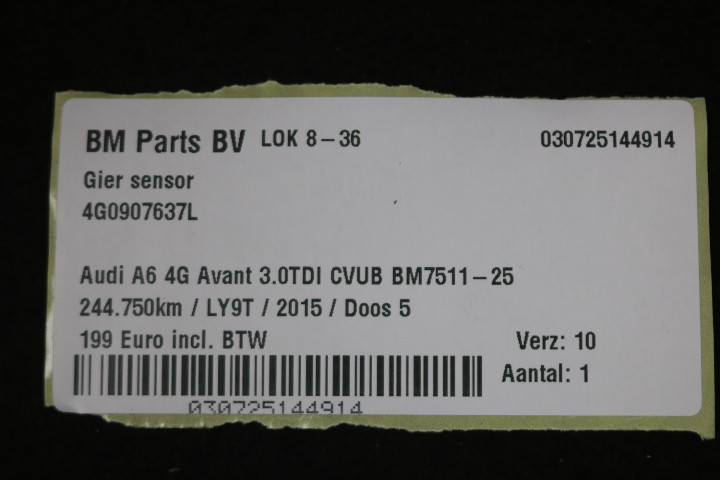 BM Parts BV LOK 8-36 030725144914
Gier sensor
4G0907637L
Audi A6 4G Avant 3.0TDI CVUB BM7511-25
244.750km / LY9T / 2015 / Doos 5
199 Euro incl. BTW Verz: 10
Aantal: 1
030725144914